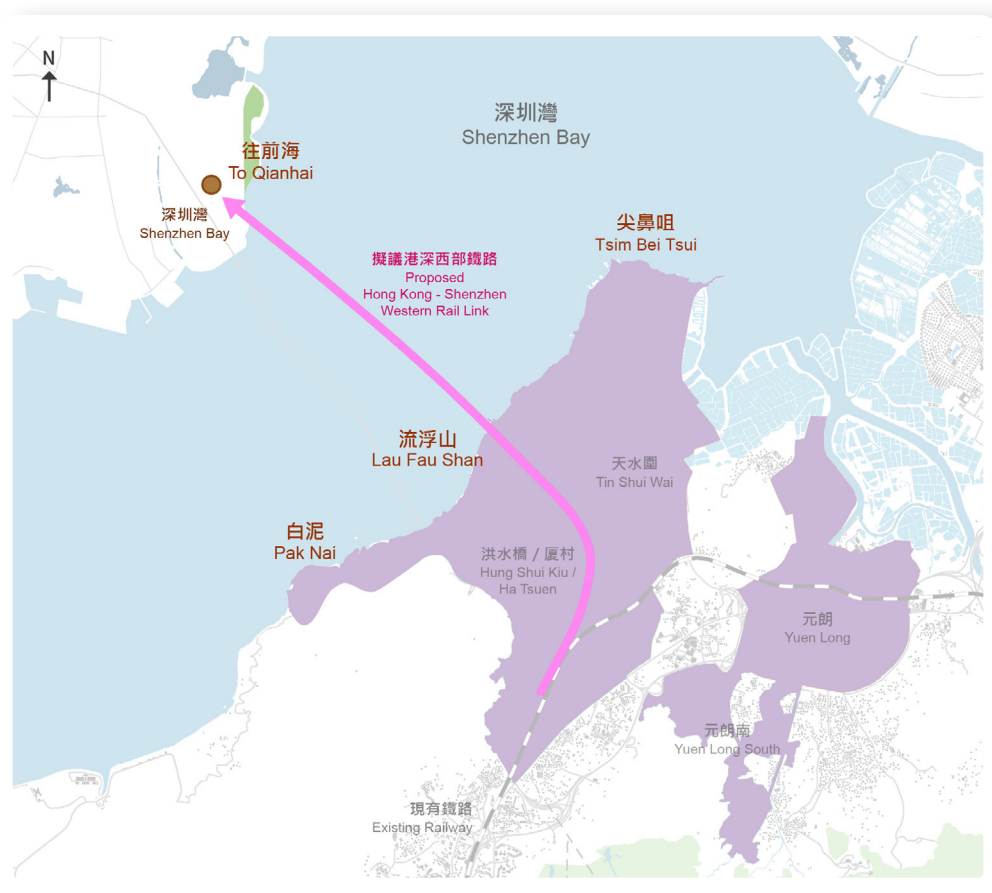 N
深圳灣
Shenzhen Bay
往前海
To Qianhai
深圳灣
Shenzhen Bay
尖鼻咀
Tsim Bei Tsui
擬議港深西部鐵路
Proposed
Hong Kong - Shenzhen
Western Rail Link
流浮山
Lau Fau Shan
天水圍
Tin Shui Wai
白泥
Pak Nai
洪水橋 / 厦村
Hung Shui Kiu /
Ha Tsuen
元朗
Yuen Long
元朗南
Yuen Long South
現有鐵路
Existing Railway